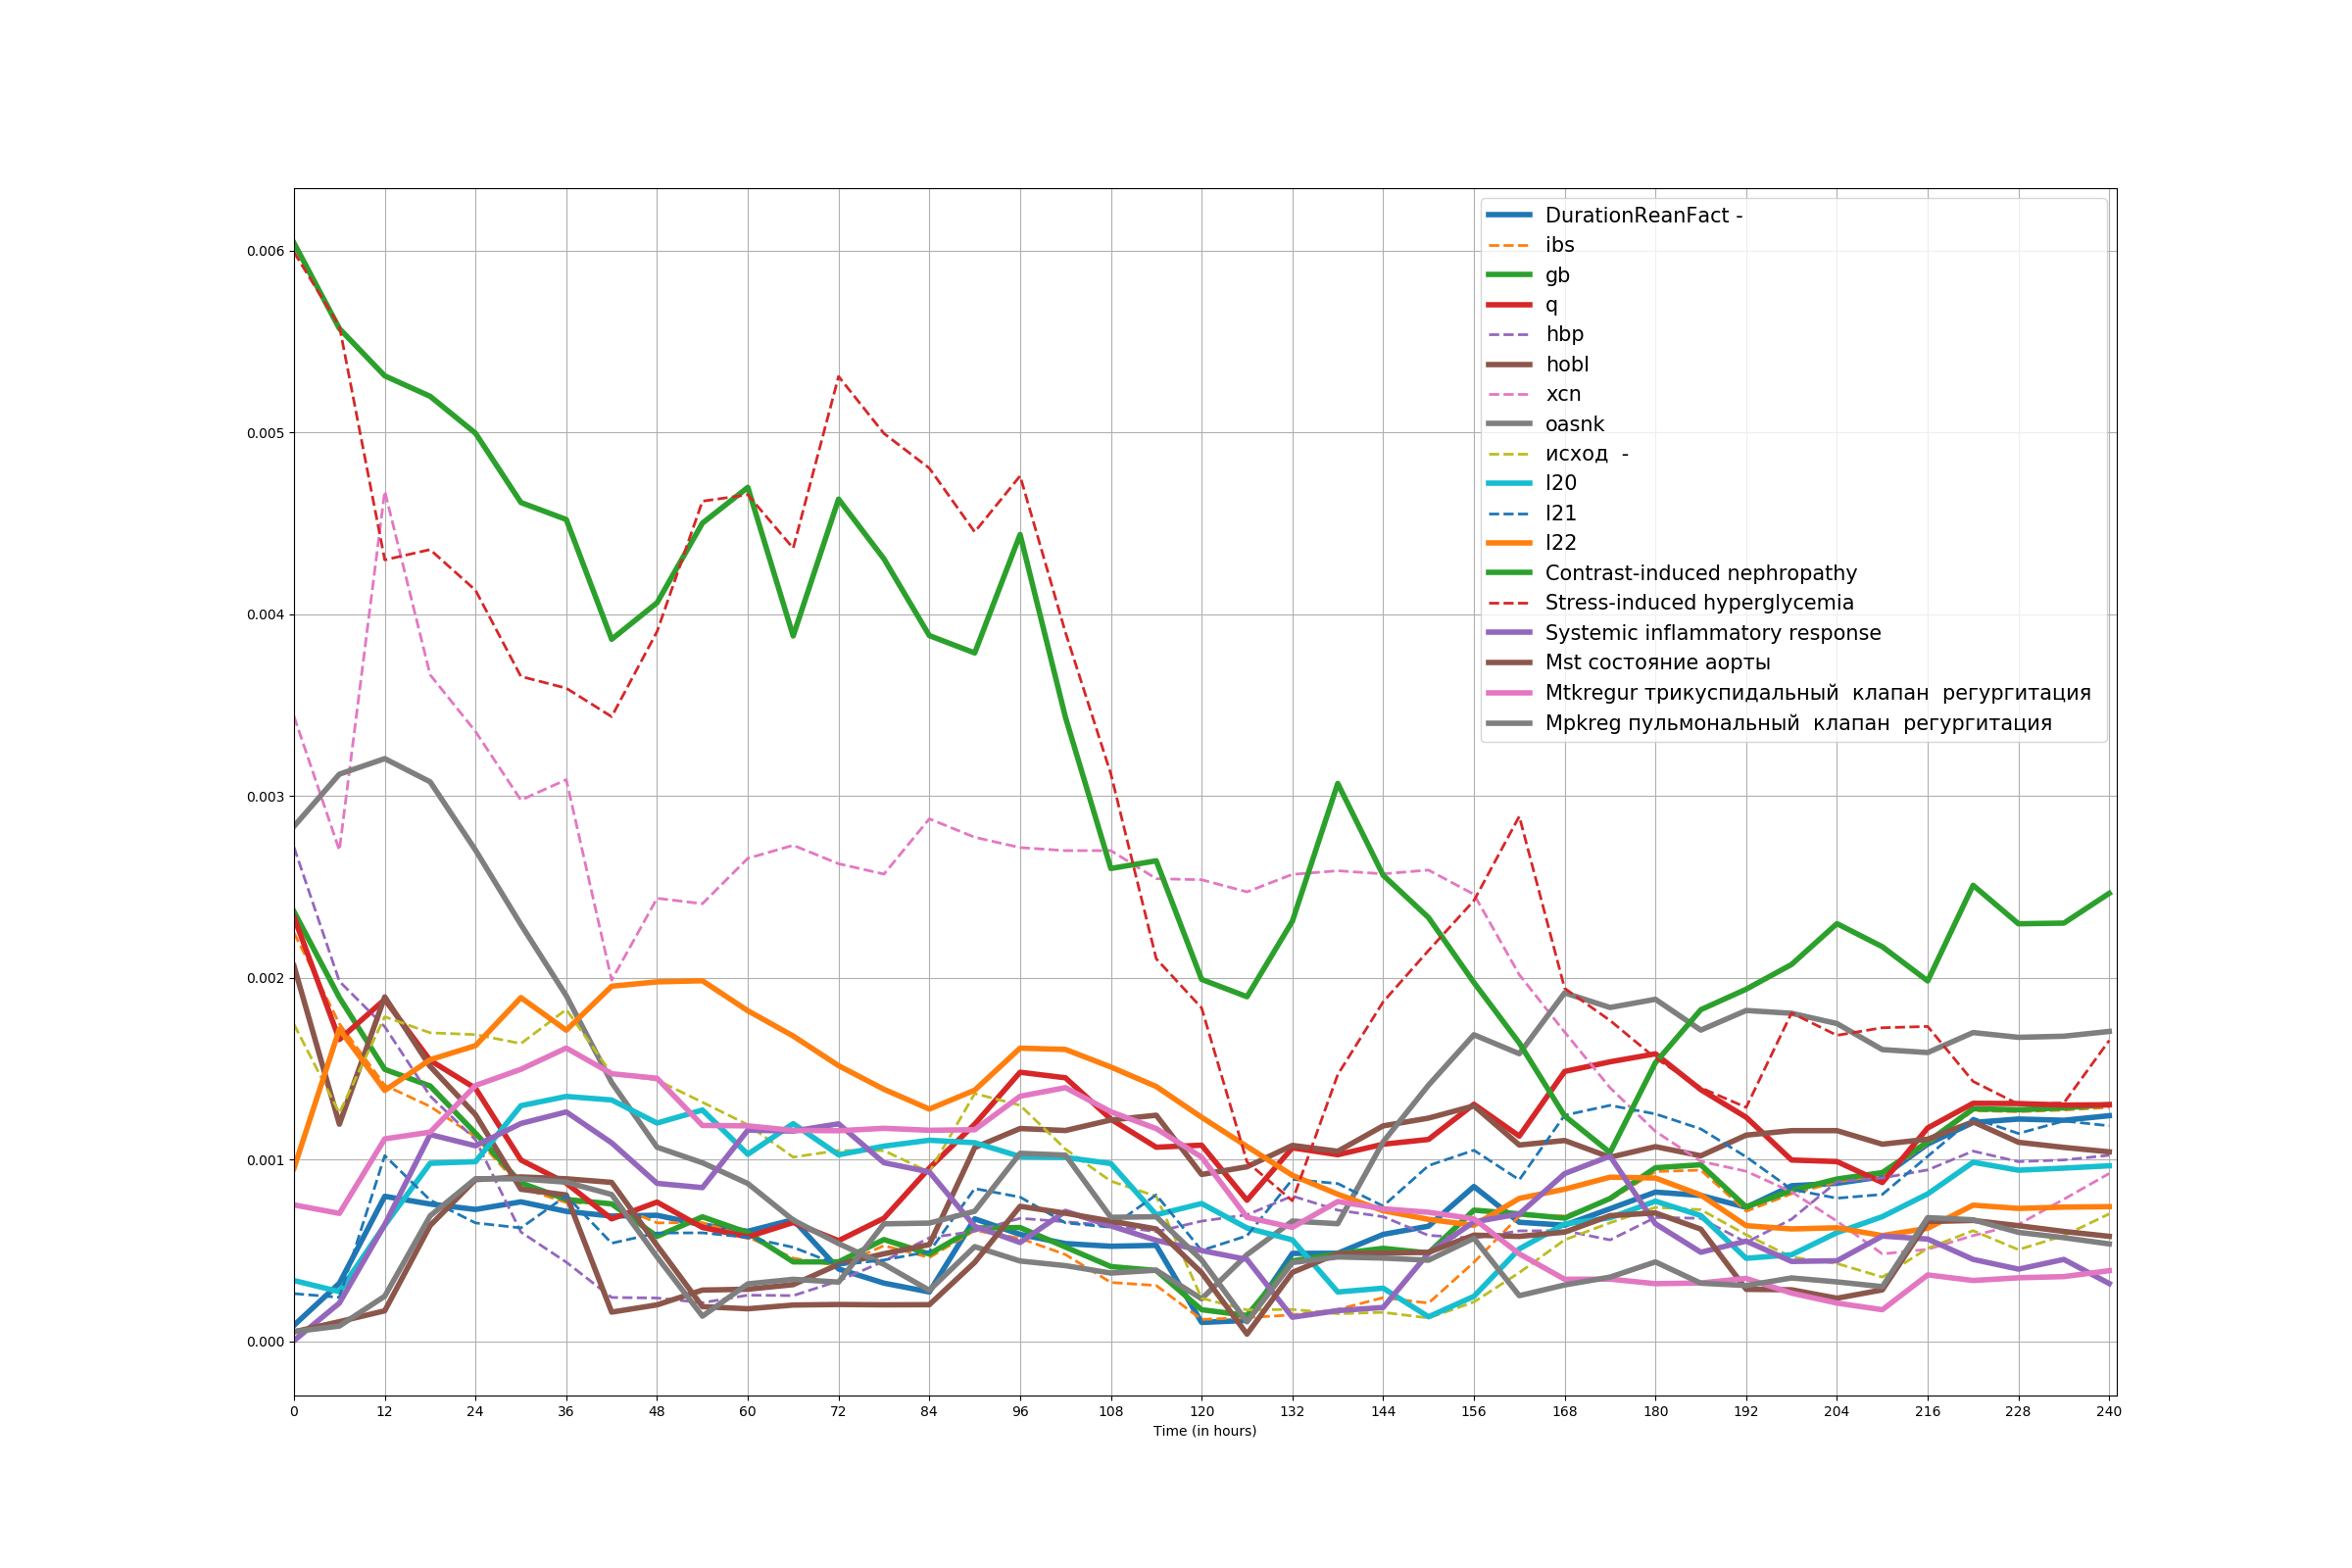 0.006
0.005
0.004
0.003
0.002
0.001
0.000
DurationReanFact -
ibs
gb
q
hbp
hobl
xcn
oasnk
исход  -
I20
I21
I22
Contrast-induced nephropathy
Stress-induced hyperglycemia
Systemic inflammatory response
Mst состояние аорты
Mtkregur трикуспидальный  клапан  регургитация
Mpkreg пульмональный  клапан  регургитация
0 12 24 36 48 60 72 84 96 108 120 132 144 156 168 180 192 204 216 228 240
Time (in hours)